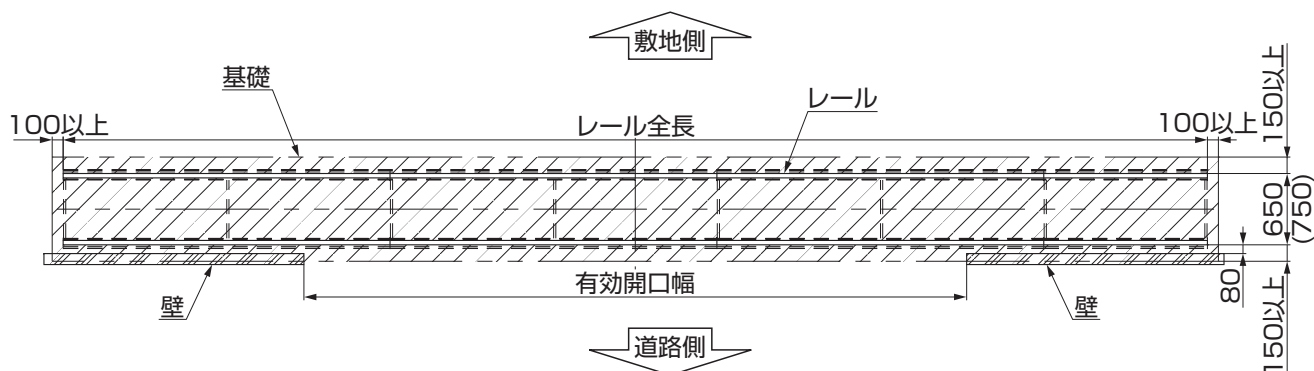 敷地側
基礎
レール
100以上
レール全長
100以上
150以上
650
(750)
80
150以上
有効開口幅
壁
壁
道路側